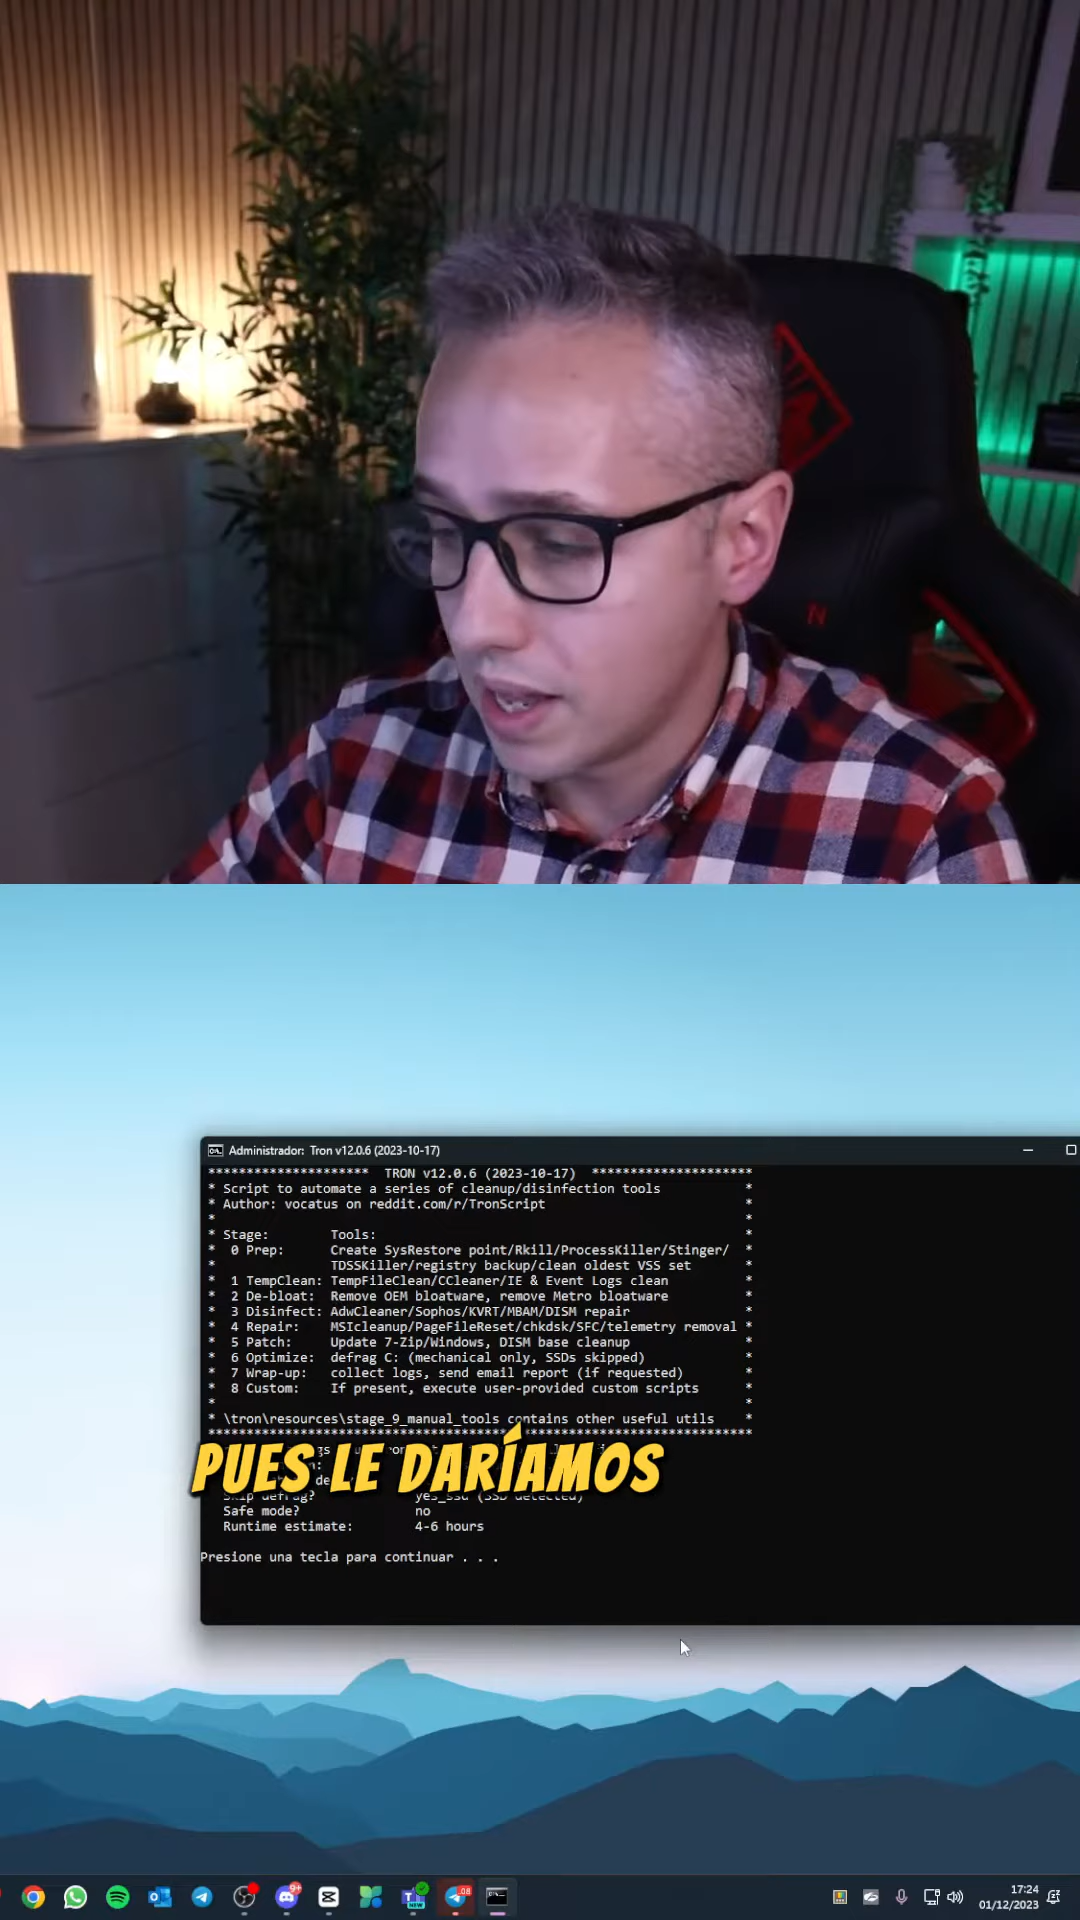 Administrador: Tron v12.0.6 (2023-10-17)
********************* TRON v12.0.6 (2023-10-17) *********************
* Script to automate a series of cleanup/disinfection tools *
* Author: vocatus on reddit.com/r/TronScript *
* *
* Stage: Tools: *
* 0 Prep: Create SysRestore point/Rkill/ProcessKiller/Stinger/ *
* TDSSKiller/registry backup/clean oldest VSS set *
* 1 TempClean: TempFileClean/CCleaner/IE & Event Logs clean *
* 2 De-bloat: Remove OEM bloatware, remove Metro bloatware *
* 3 Disinfect: AdwCleaner/Sophos/KVRT/MBAM/DISM repair *
* 4 Repair: MSIcleanup/PageFileReset/chkdsk/SFC/telemetry removal *
* 5 Patch: Update 7-Zip/Windows, DISM base cleanup *
* 6 Optimize: defrag C: (mechanical only, SSDs skipped) *
* 7 Wrap-up: collect logs, send email report (if requested) *
* 8 Custom: If present, execute user-provided custom scripts *
* *
* \tron\resources\stage_9_manual_tools contains other useful utils *
***********************************************************************
PUES LE DARÍAMOS
Skip defrag? yes_ssd (SSD detected)
Safe mode? no
Runtime estimate: 4-6 hours
Presione una tecla para continuar . . .
17:24
01/12/2023